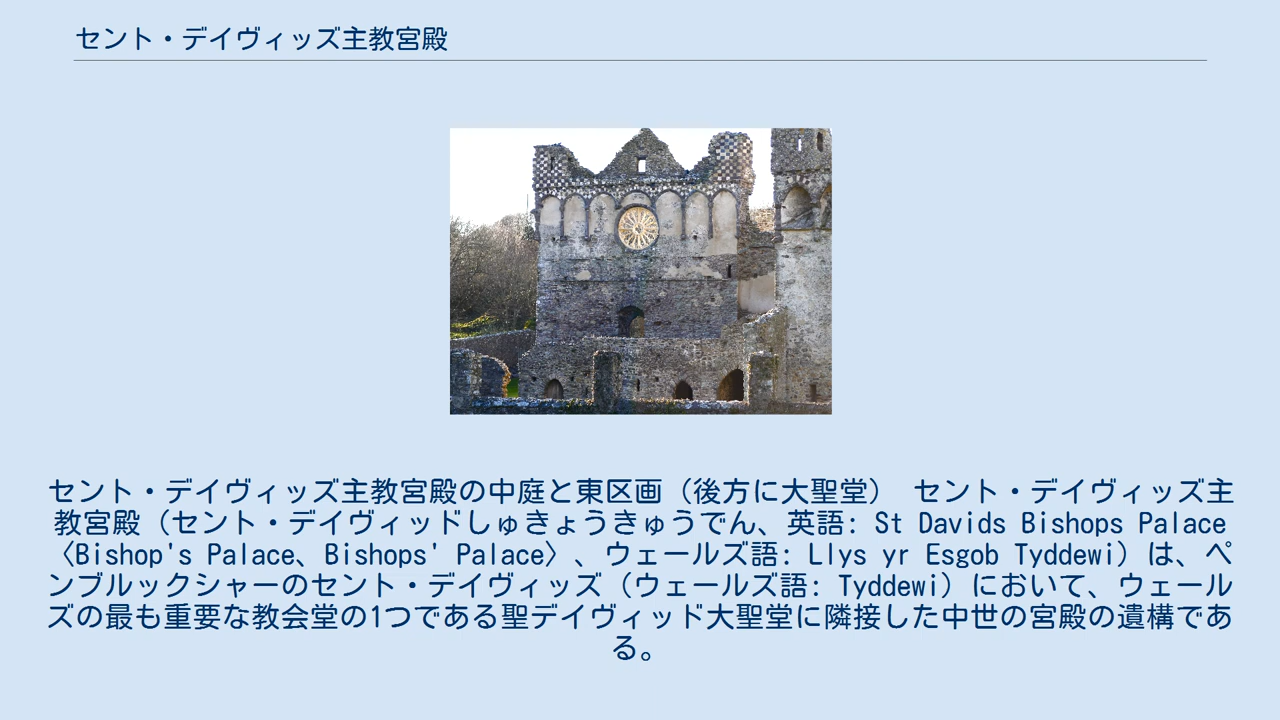 セント・デイヴィッズ主教宮殿
セント・デイヴィッズ主教宮殿の中庭と東区画（後方に大聖堂） セント・デイヴィッズ主
教宮殿（セント・デイヴィッドしゅきょうきゅうでん、英語: St Davids Bishops Palace
〈Bishop's Palace、Bishops' Palace〉、ウェールズ語: Llys yr Esgob Tyddewi）は、ペ
ンブルックシャーのセント・デイヴィッズ（ウェールズ語: Tyddewi）において、ウェール
ズの最も重要な教会堂の1つである聖デイヴィッド大聖堂に隣接した中世の宮殿の遺構であ
る。